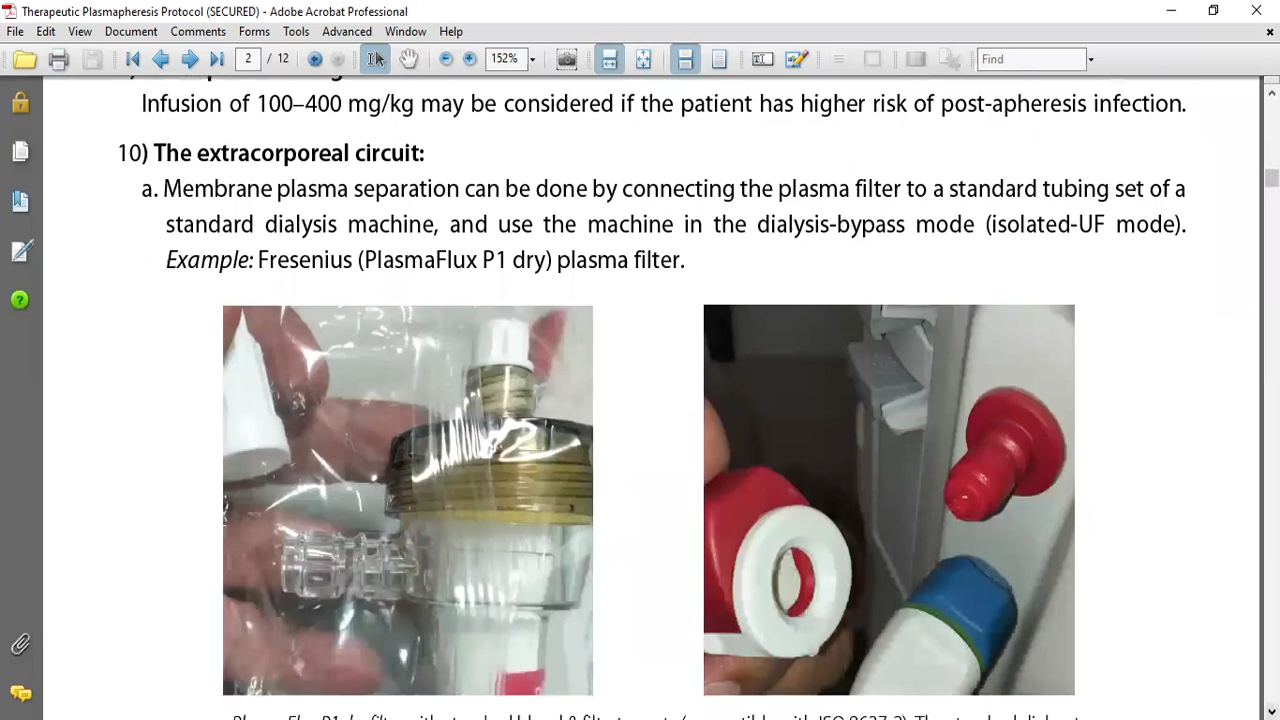 Therapeutic Plasmapheresis Protocol (SECURED) - Adobe Acrobat Professional
File Edit View Document Comments Forms Tools Advanced Window Help
2 / 12 152% Find
Infusion of 100–400 mg/kg may be considered if the patient has higher risk of post-apheresis infection.
10) The extracorporeal circuit:
a. Membrane plasma separation can be done by connecting the plasma filter to a standard tubing set of a
standard dialysis machine, and use the machine in the dialysis-bypass mode (isolated-UF mode).
Example: Fresenius (PlasmaFlux P1 dry) plasma filter.